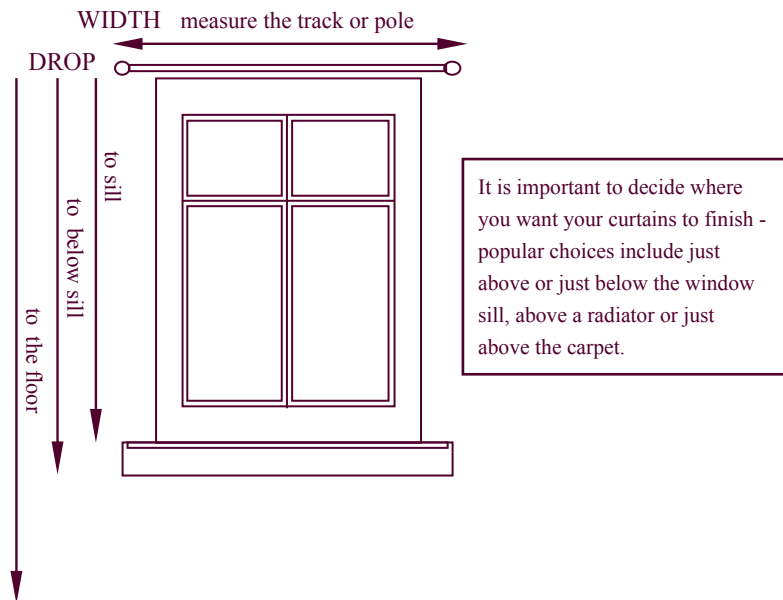 WIDTH measure the track or pole
DROP
to sill
to below sill
to the floor
It is important to decide where
you want your curtains to finish -
popular choices include just
above or just below the window
sill, above a radiator or just
above the carpet.